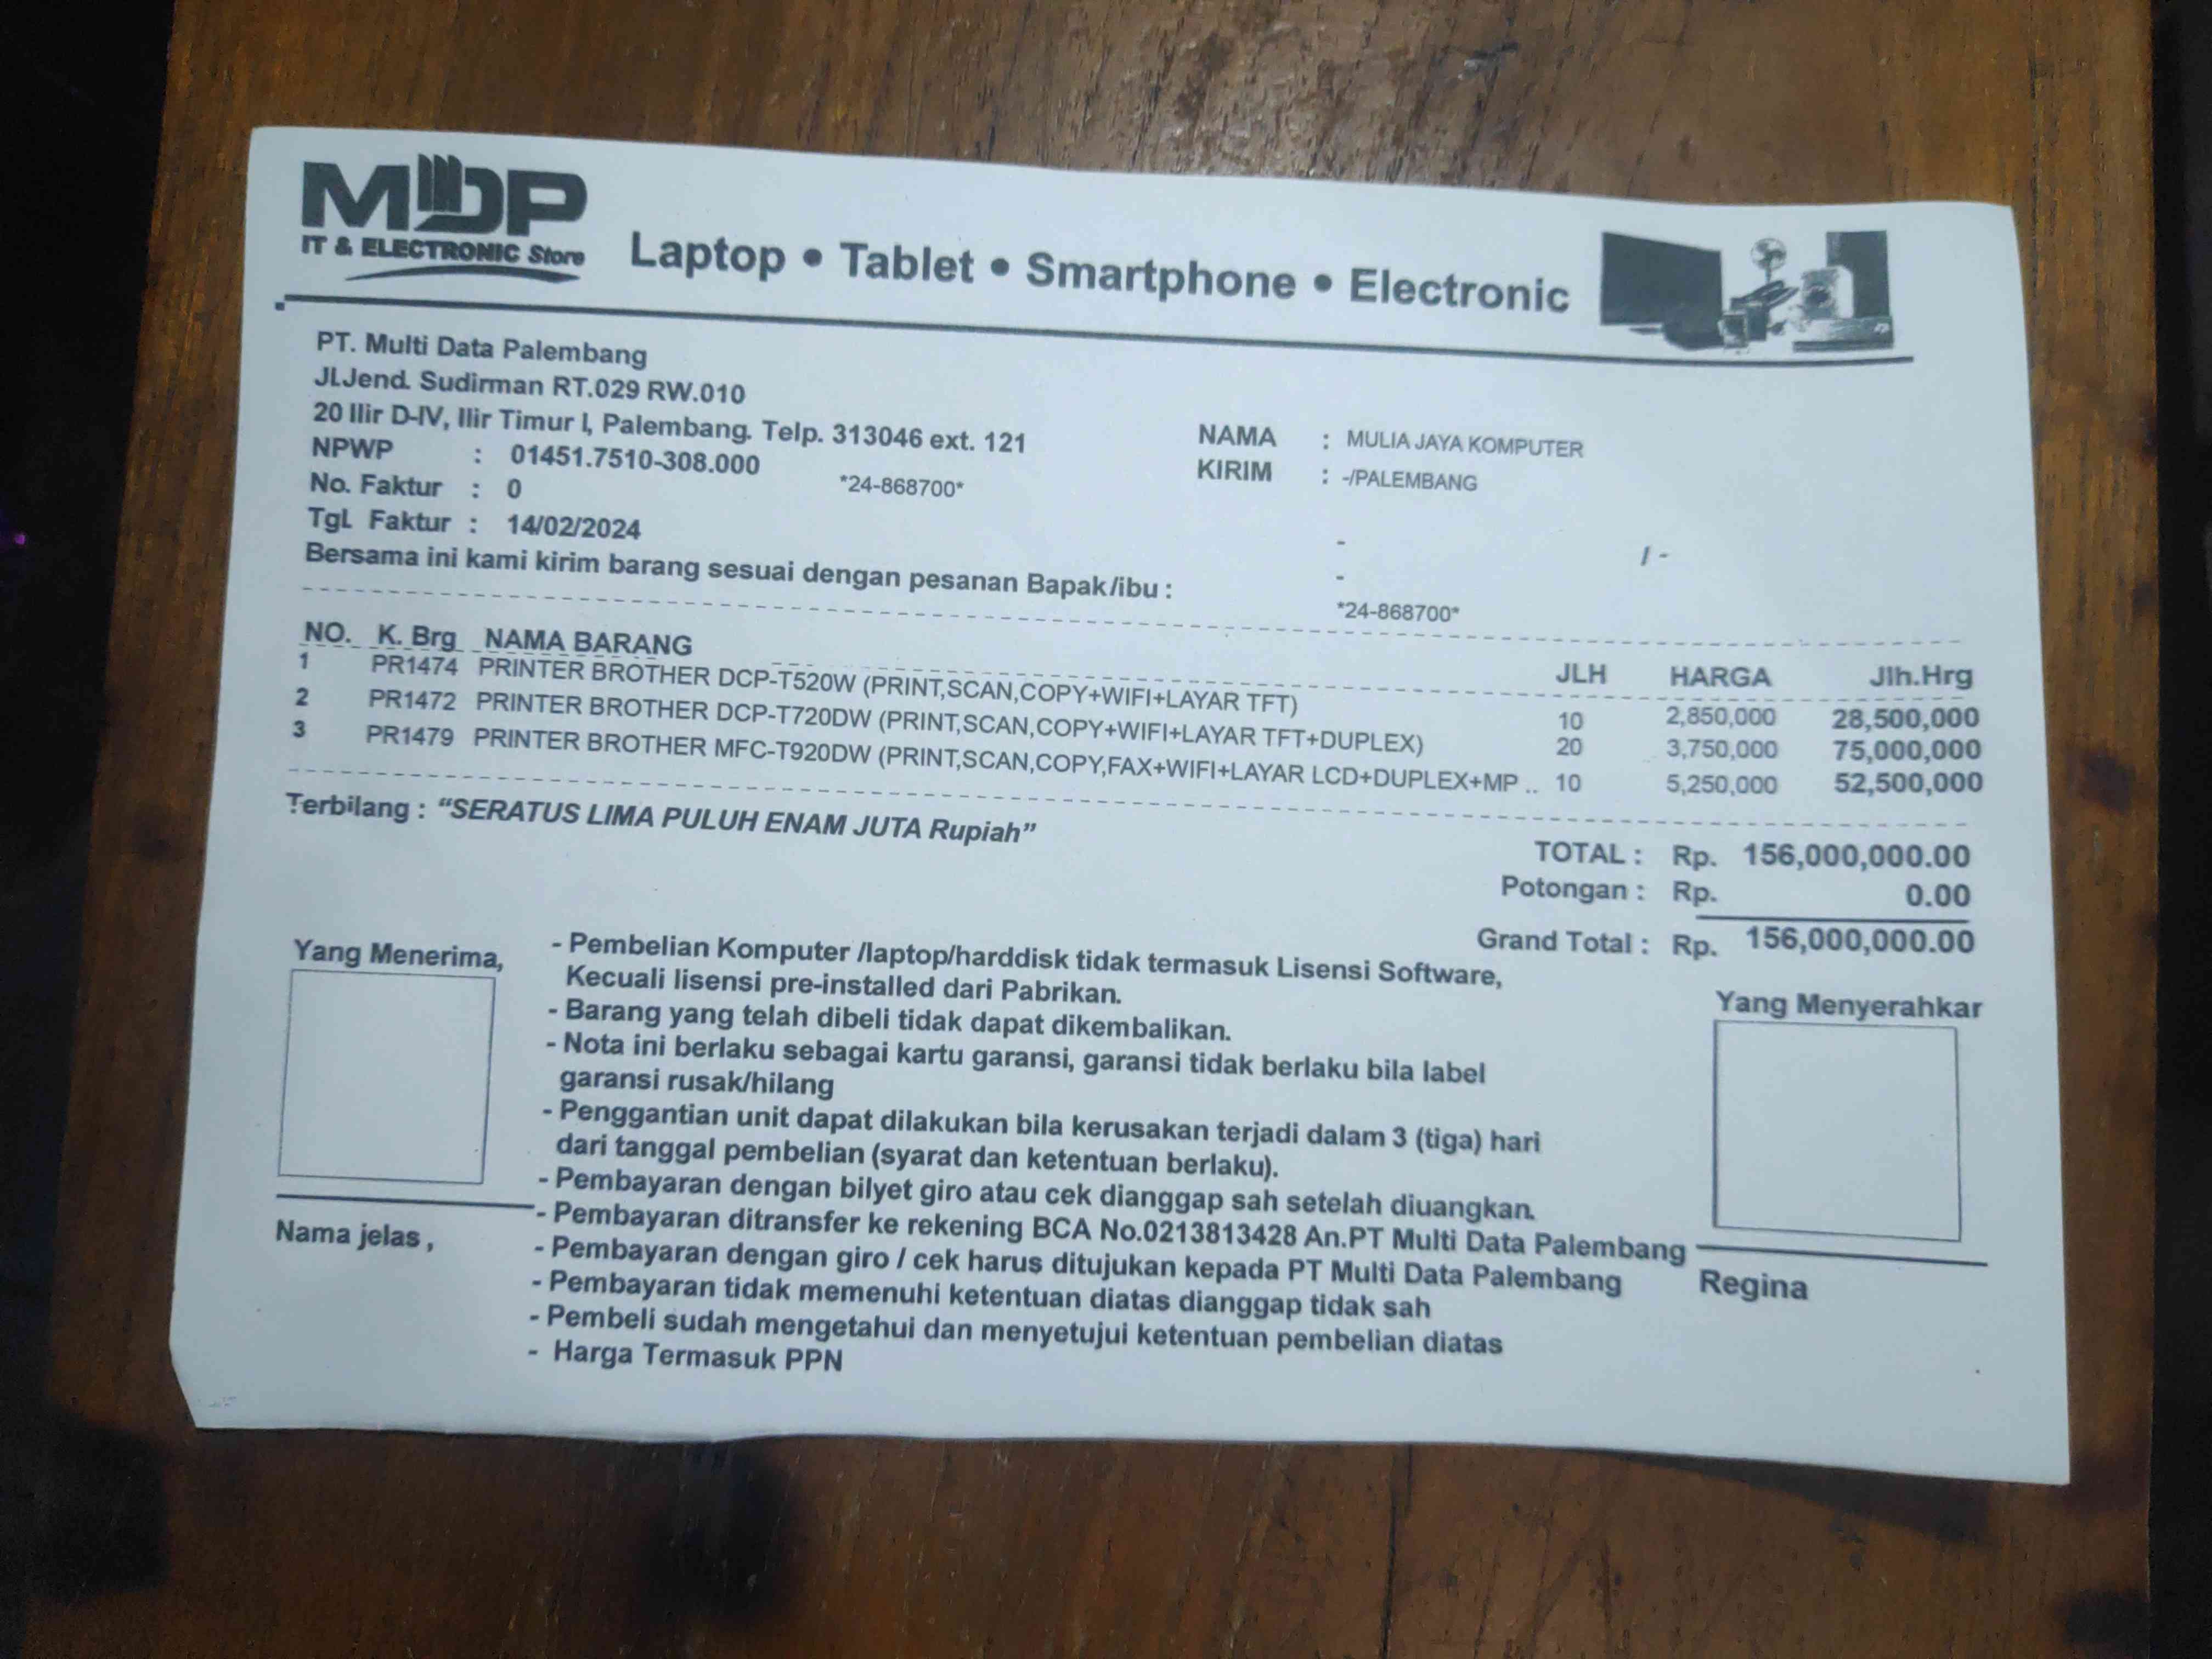 MDP
IT & ELECTRONIC Store
Laptop • Tablet • Smartphone • Electronic
PT. Multi Data Palembang
Jl.Jend. Sudirman RT.029 RW.010
20 Ilir D-IV, Ilir Timur I, Palembang. Telp. 313046 ext. 121
NPWP : 01451.7510-308.000
No. Faktur : 0 *24-868700*
Tgl. Faktur : 14/02/2024
Bersama ini kami kirim barang sesuai dengan pesanan Bapak/ibu :
NAMA : MULIA JAYA KOMPUTER
KIRIM : -/PALEMBANG
- / -
-
*24-868700*
NO. K. Brg NAMA BARANG JLH HARGA Jlh.Hrg
1 PR1474 PRINTER BROTHER DCP-T520W (PRINT,SCAN,COPY+WIFI+LAYAR TFT) 10 2,850,000 28,500,000
2 PR1472 PRINTER BROTHER DCP-T720DW (PRINT,SCAN,COPY+WIFI+LAYAR TFT+DUPLEX) 20 3,750,000 75,000,000
3 PR1479 PRINTER BROTHER MFC-T920DW (PRINT,SCAN,COPY,FAX+WIFI+LAYAR LCD+DUPLEX+MP .. 10 5,250,000 52,500,000
Terbilang : “SERATUS LIMA PULUH ENAM JUTA Rupiah”
TOTAL : Rp. 156,000,000.00
Potongan : Rp. 0.00
Grand Total : Rp. 156,000,000.00
Yang Menerima,
Nama jelas ,
- Pembelian Komputer /laptop/harddisk tidak termasuk Lisensi Software,
Kecuali lisensi pre-installed dari Pabrikan.
- Barang yang telah dibeli tidak dapat dikembalikan.
- Nota ini berlaku sebagai kartu garansi, garansi tidak berlaku bila label
garansi rusak/hilang
- Penggantian unit dapat dilakukan bila kerusakan terjadi dalam 3 (tiga) hari
dari tanggal pembelian (syarat dan ketentuan berlaku).
- Pembayaran dengan bilyet giro atau cek dianggap sah setelah diuangkan.
- Pembayaran ditransfer ke rekening BCA No.0213813428 An.PT Multi Data Palembang
- Pembayaran dengan giro / cek harus ditujukan kepada PT Multi Data Palembang
- Pembayaran tidak memenuhi ketentuan diatas dianggap tidak sah
- Pembeli sudah mengetahui dan menyetujui ketentuan pembelian diatas
- Harga Termasuk PPN
Yang Menyerahkar
Regina